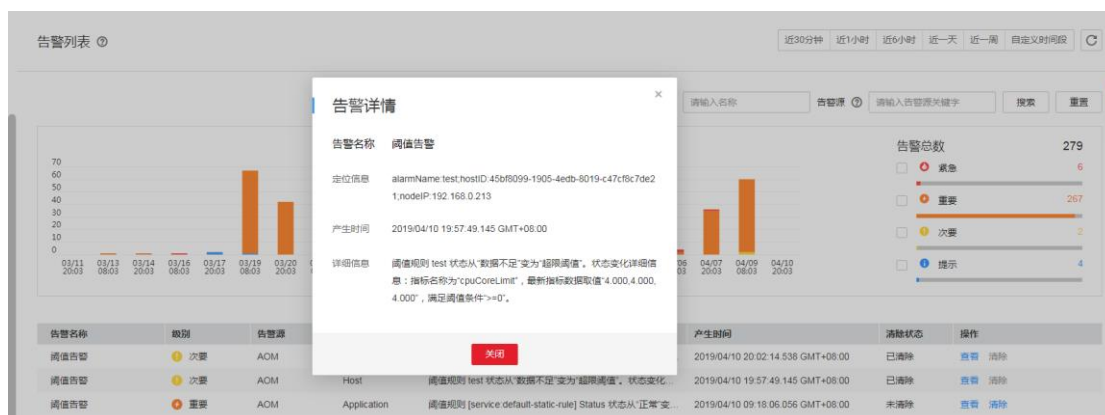 告警列表
近30分钟 近1小时 近6小时 近一天 近一周 自定义时间段
告警详情
×
请输入名称
告警源
请输入告警源关键字
搜索
重置
告警名称 阈值告警
定位信息 alarmName:test;hostID:45bf8099-1905-4edb-8019-c47cf8c7de2
1;nodeIP:192.168.0.213
产生时间 2019/04/10 19:57:49.145 GMT+08:00
详细信息 阈值规则 test 状态从"数据不足"变为"超限阈值"。状态变化详细信
息：指标名称为"cpuCoreLimit"，最新指标数据取值"4.000,4.000,
4.000"，满足阈值条件">=0"。
关闭
70
60
50
40
30
20
10
0
03/11 03/13 03/14 03/16 03/17 03/19 03/20 04/07 04/09 04/10
20:03 08:03 20:03 08:03 20:03 08:03 20:03 20:03 08:03 20:03
告警总数 279
紧急 6
重要 267
次要 2
提示 4
告警名称 级别 告警源 产生时间 清除状态 操作
阈值告警 次要 AOM 2019/04/10 20:02:14.538 GMT+08:00 已清除 查看 清除
阈值告警 次要 AOM Host 阈值规则 test 状态从"数据不足"变为"超限阈值"。状态变化... 2019/04/10 19:57:49.145 GMT+08:00 已清除 查看 清除
阈值告警 重要 AOM Application 阈值规则 [service:default-static-rule] Status 状态从"正常"变... 2019/04/10 09:18:06.056 GMT+08:00 未清除 查看 清除